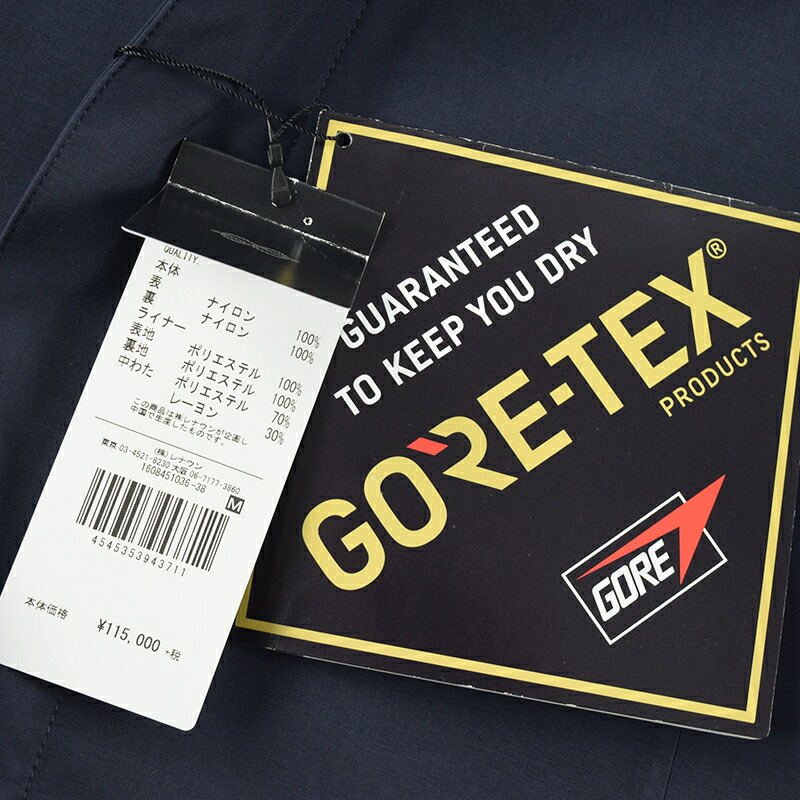 QUALITY.
本体
表 ナイロン 100%
裏 ナイロン 100%
ライナー
表地 ポリエステル 100%
裏地 ポリエステル 100%
中わた ポリエステル 70%
レーヨン 30%
この商品は㈱レナウンが企画し
中国で生産したものです。
(株)レナウン
東京 03-4521-8230 大阪 06-7177-3860
1608451036-38
M
4545353943711
本体価格 ¥115,000 +税
GUARANTEED
TO KEEP YOU DRY
GORE-TEX®
PRODUCTS
GORE